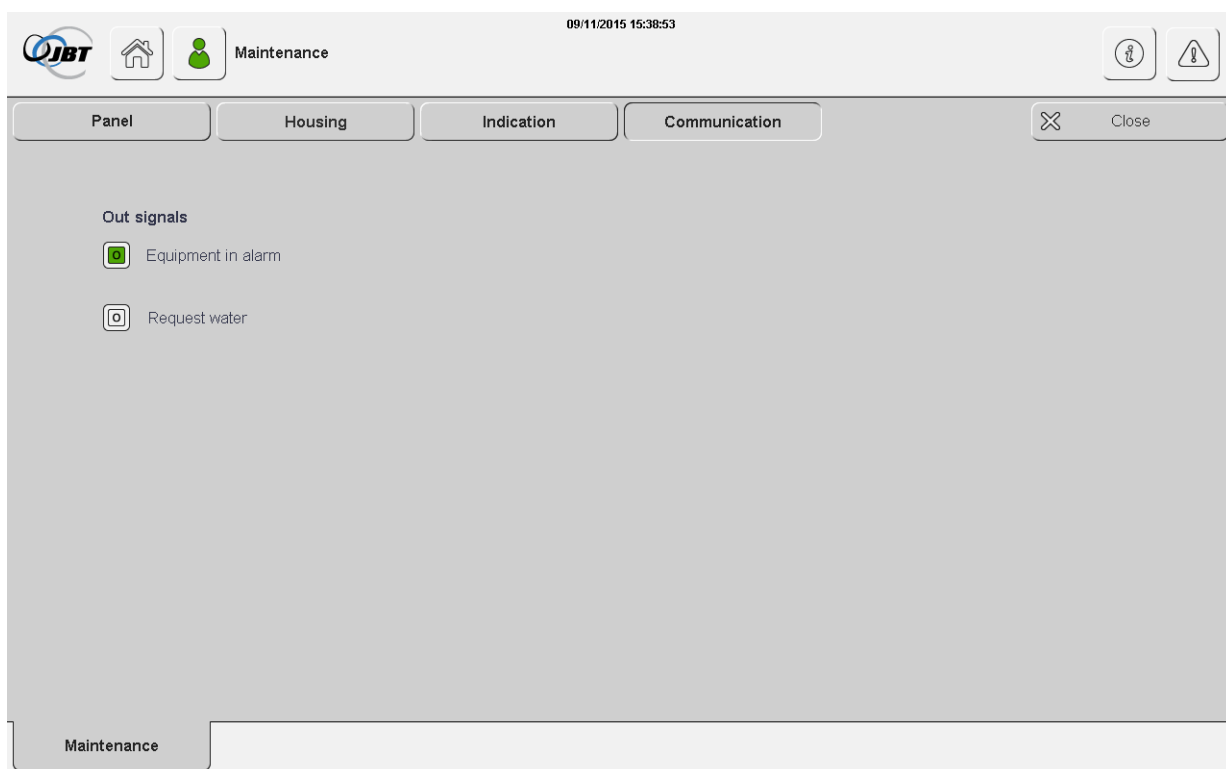 09/11/2015 15:38:53
JBT
Maintenance
i
Panel
Housing
Indication
Communication
Close
Out signals
O Equipment in alarm
O Request water
Maintenance